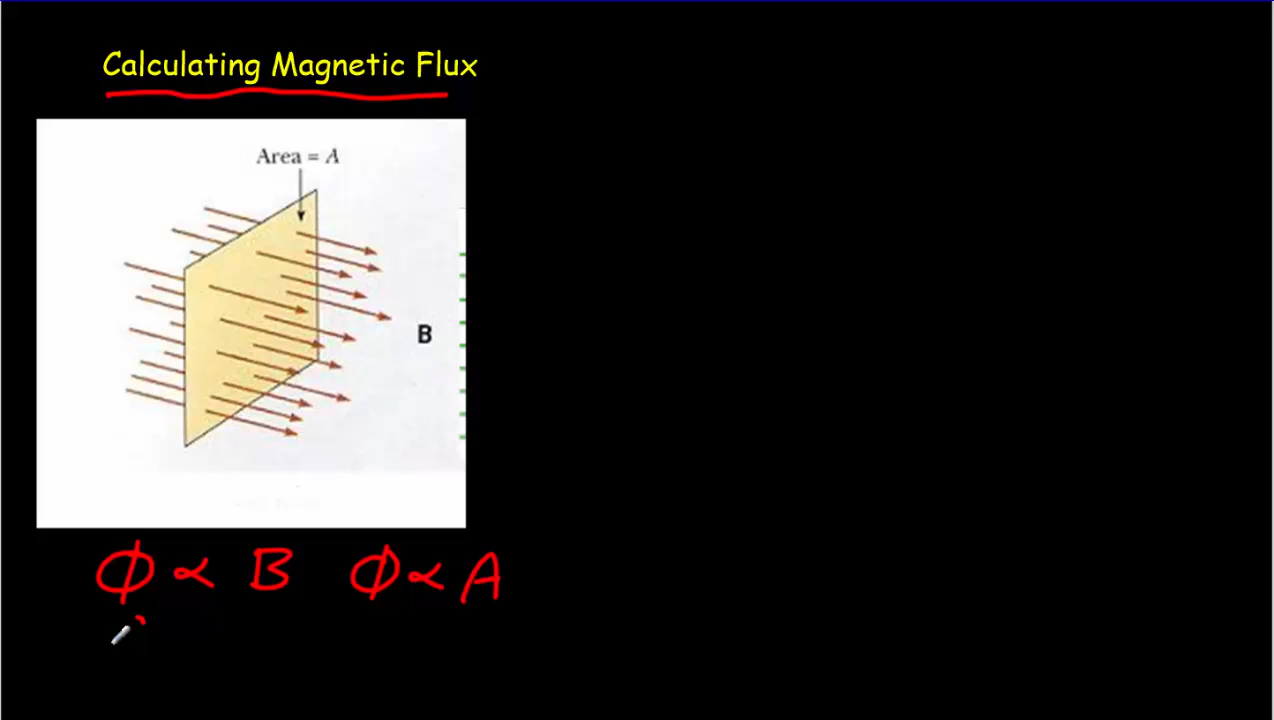 Calculating Magnetic Flux
Area = A
B
ϕ ∝ B ϕ ∝ A